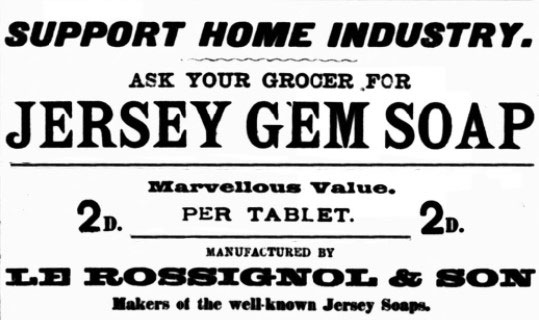 SUPPORT HOME INDUSTRY.
ASK YOUR GROCER FOR
JERSEY GEM SOAP
Marvellous Value.
2D. PER TABLET. 2D.
MANUFACTURED BY
LE ROSSIGNOL & SON
Makers of the well-known Jersey Soaps.